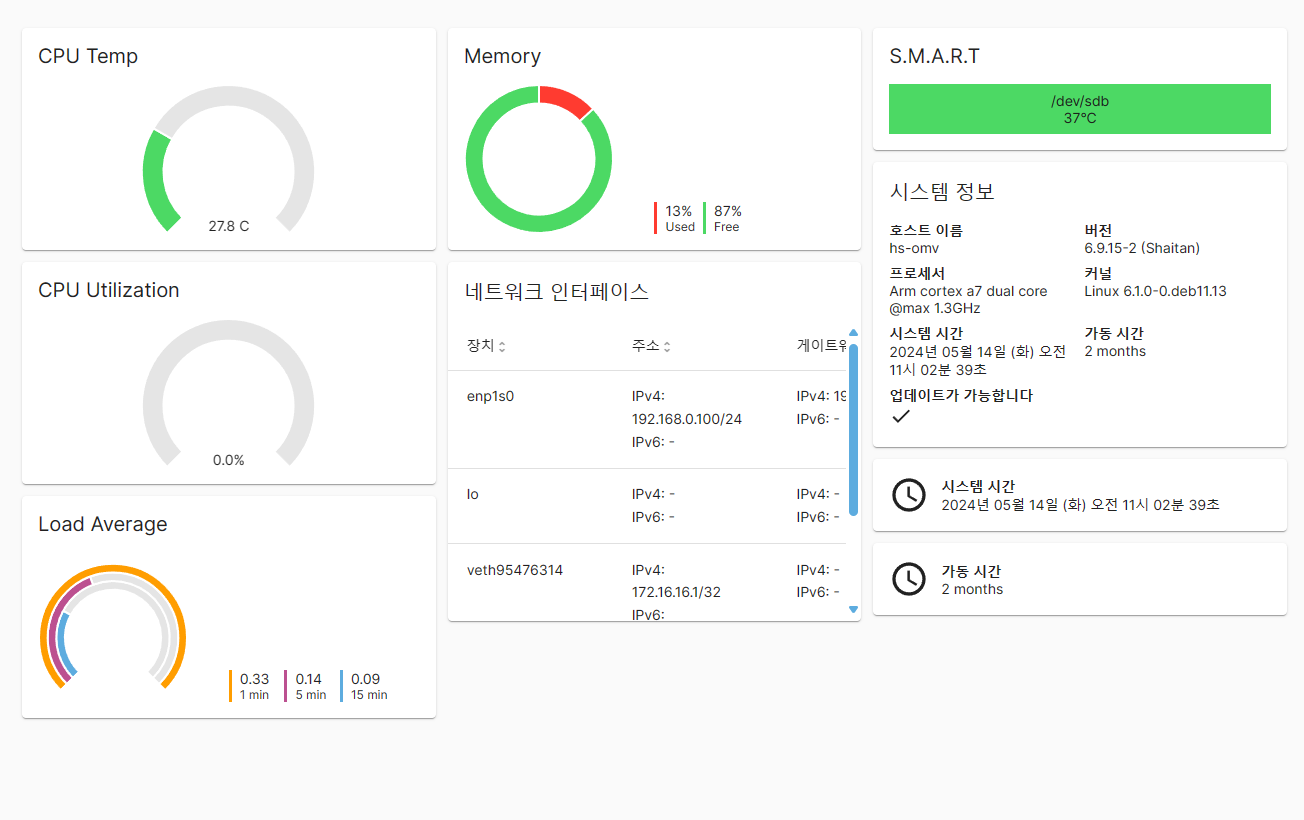 CPU Temp
27.8 C
CPU Utilization
0.0%
Load Average
0.33
1 min
0.14
5 min
0.09
15 min
Memory
13%
Used
87%
Free
네트워크 인터페이스
장치 주소 게이트워
enp1s0
IPv4:
192.168.0.100/24
IPv6: -
IPv4: 19
IPv6: -
lo
IPv4: -
IPv6: -
IPv4: -
IPv6: -
veth95476314
IPv4:
172.16.16.1/32
IPv6:
IPv4: -
IPv6: -
S.M.A.R.T
/dev/sdb
37°C
시스템 정보
호스트 이름
hs-omv
버전
6.9.15-2 (Shaitan)
프로세서
Arm cortex a7 dual core
@max 1.3GHz
커널
Linux 6.1.0-0.deb11.13
시스템 시간
2024년 05월 14일 (화) 오전
11시 02분 39초
가동 시간
2 months
업데이트가 가능합니다
시스템 시간
2024년 05월 14일 (화) 오전 11시 02분 39초
가동 시간
2 months